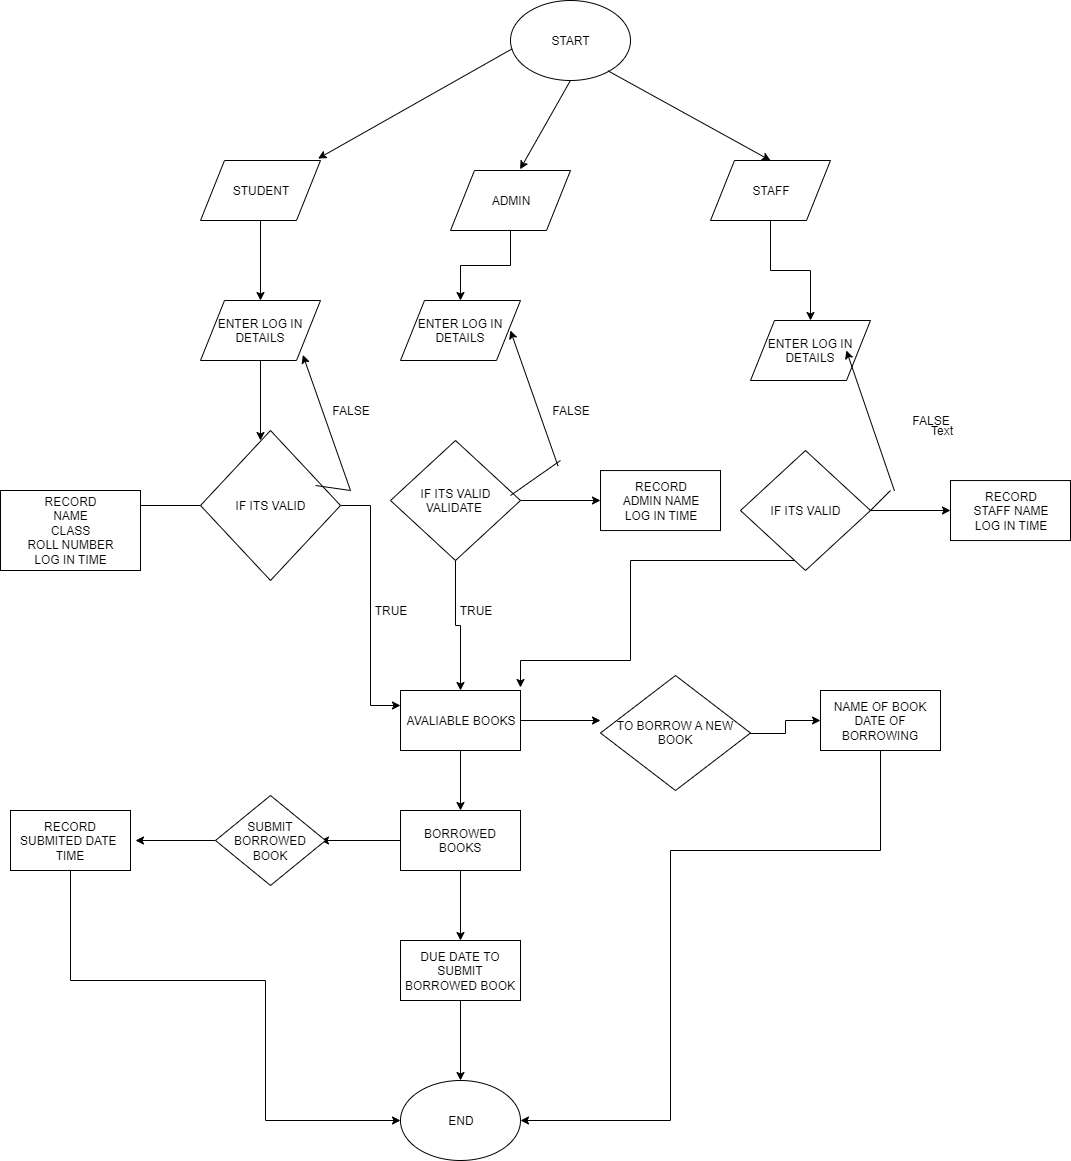 START
STUDENT
ADMIN
STAFF
ENTER LOG IN
DETAILS
ENTER LOG IN
DETAILS
ENTER LOG IN
DETAILS
FALSE
FALSE
FALSE
Text
RECORD
NAME
CLASS
ROLL NUMBER
LOG IN TIME
IF ITS VALID
IF ITS VALID
VALIDATE
RECORD
ADMIN NAME
LOG IN TIME
IF ITS VALID
RECORD
STAFF NAME
LOG IN TIME
TRUE
TRUE
AVALIABLE BOOKS
TO BORROW A NEW
BOOK
NAME OF BOOK
DATE OF
BORROWING
RECORD
SUBMITED DATE
TIME
SUBMIT
BORROWED
BOOK
BORROWED
BOOKS
DUE DATE TO
SUBMIT
BORROWED BOOK
END